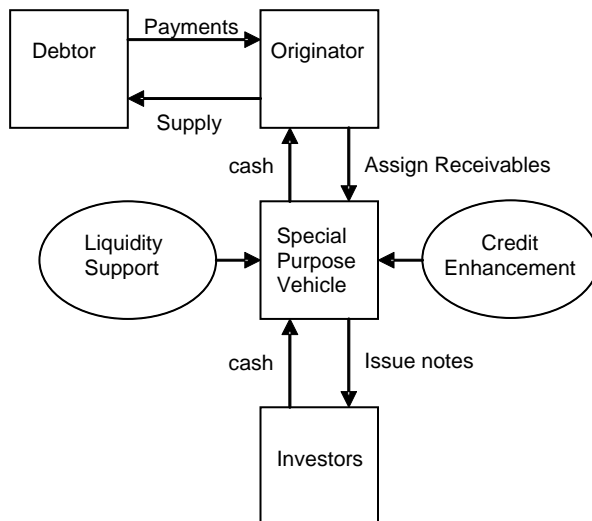 Payments
Debtor
Originator
Supply
cash
Assign Receivables
Liquidity
Support
Special
Purpose
Vehicle
Credit
Enhancement
cash
Issue notes
Investors